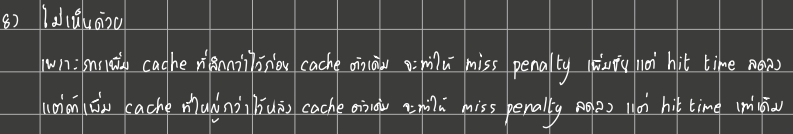 8) ไม่เห็นด้วย
เพราะการเพิ่ม cache ที่เล็กกว่าไว้ก่อน cache ตัวเดิม จะทำให้ miss penalty เพิ่มขึ้น แต่ hit time ลดลง
แต่ถ้าเพิ่ม cache ที่ใหญ่กว่าไว้หลัง cache ตัวเดิม จะทำให้ miss penalty ลดลง แต่ hit time เท่าเดิม